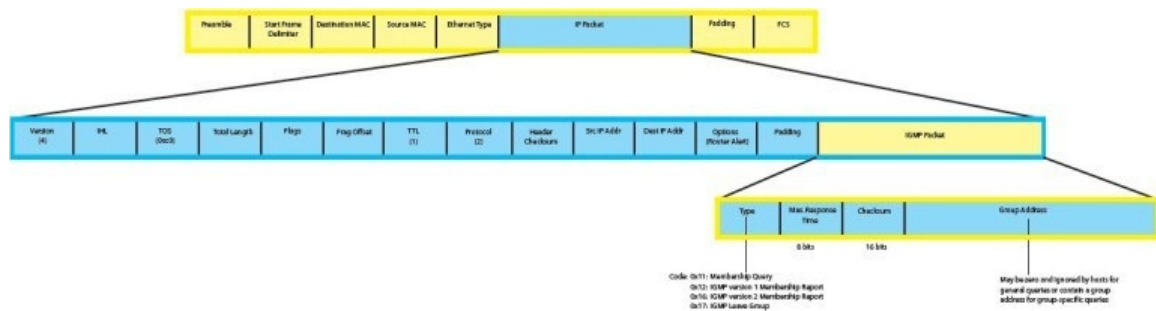 Preamble
Start Frame
Delimiter
Destination MAC
Source MAC
Ethernet Type
IP Packet
Padding
FCS
Version
(4)
IHL
TOS
(0xc0)
Total Length
Flags
Frag Offset
TTL
(1)
Protocol
(2)
Header
Checksum
Src IP Addr
Dest IP Addr
Options
(Router Alert)
Padding
IGMP Packet
Type
Max. Response
Time
Checksum
Group Address
8 bits
16 bits
Code: 0x11: Membership Query
0x12: IGMP version 1 Membership Report
0x16: IGMP version 2 Membership Report
0x17: IGMP Leave Group
May be zero and ignored by hosts for
general queries or contain a group
address for group-specific queries